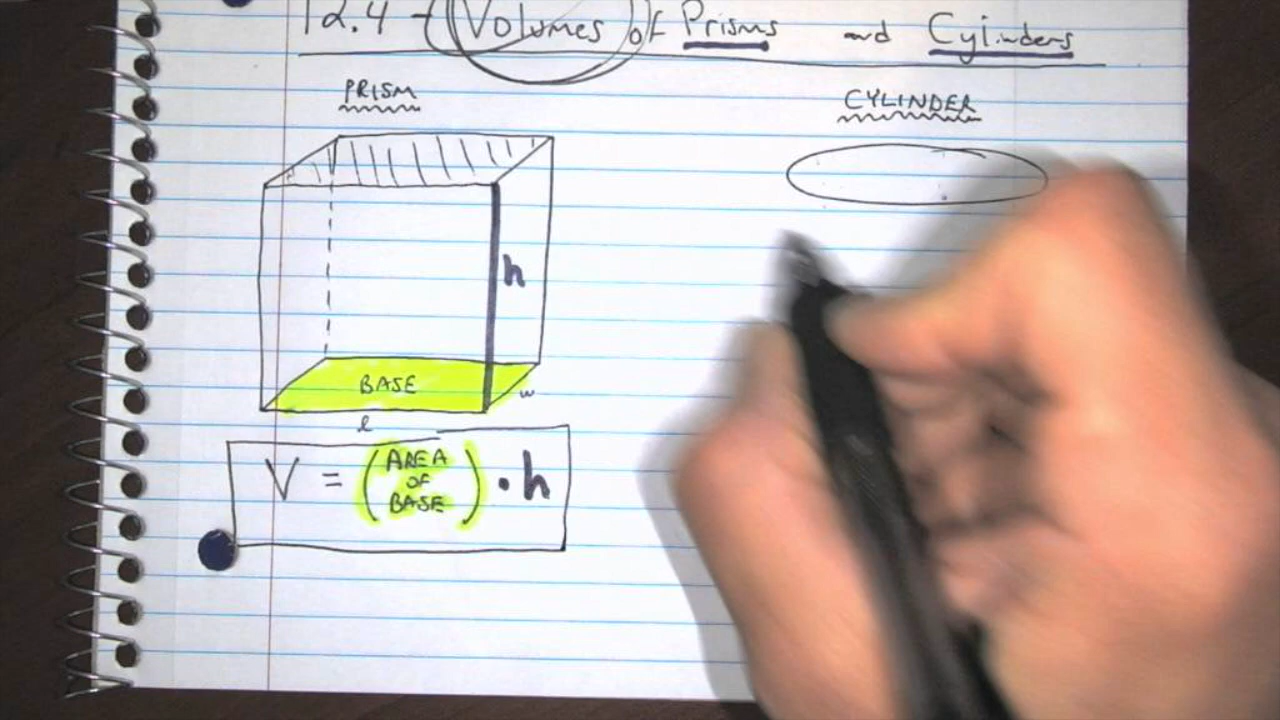 12.4 - Volumes of Prisms and Cylinders
PRISM
CYLINDER
h
BASE
w
l
V = (AREA OF BASE) · h